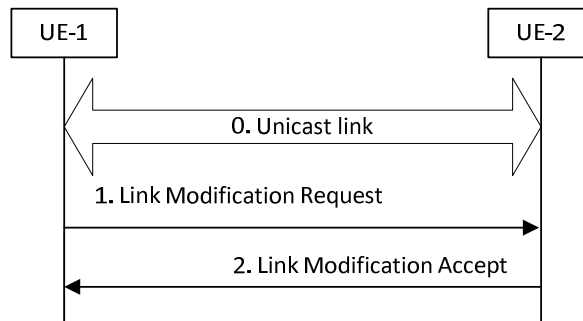 UE-1
UE-2
0. Unicast link
1. Link Modification Request
2. Link Modification Accept